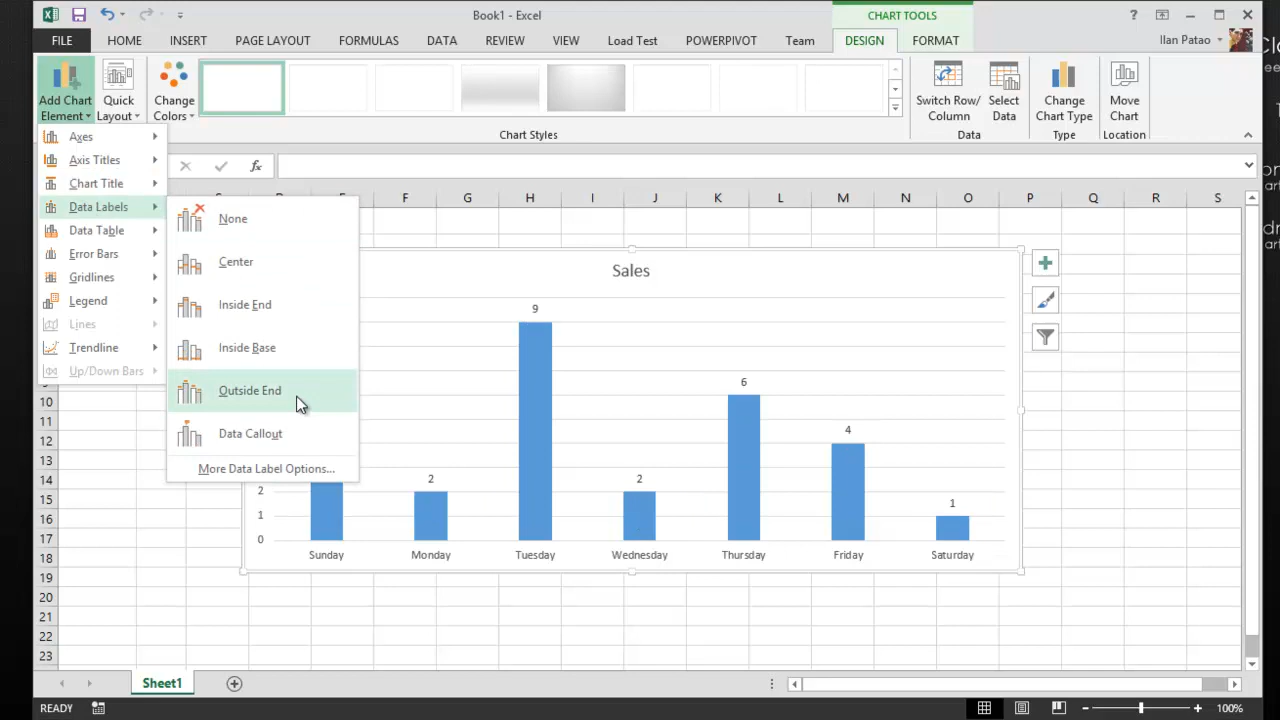 Book1 - Excel
CHART TOOLS
?
FILE
HOME
INSERT
PAGE LAYOUT
FORMULAS
DATA
REVIEW
VIEW
Load Test
POWERPIVOT
Team
DESIGN
FORMAT
Ilan Patao
Add Chart
Element
Quick
Layout
Change
Colors
Switch Row/
Column
Select
Data
Change
Chart Type
Move
Chart
Chart Styles
Data
Type
Location
Axes
Axis Titles
Chart Title
Data Labels
Data Table
Error Bars
Gridlines
Legend
Lines
Trendline
Up/Down Bars
None
Center
Inside End
Inside Base
Outside End
Data Callout
More Data Label Options...
fx
F
G
H
I
J
K
L
M
N
O
P
Q
R
S
10
11
12
13
14
15
16
17
18
19
20
21
22
23
Sales
9
6
4
2
2
1
2
1
0
Sunday
Monday
Tuesday
Wednesday
Thursday
Friday
Saturday
Sheet1
READY
100%